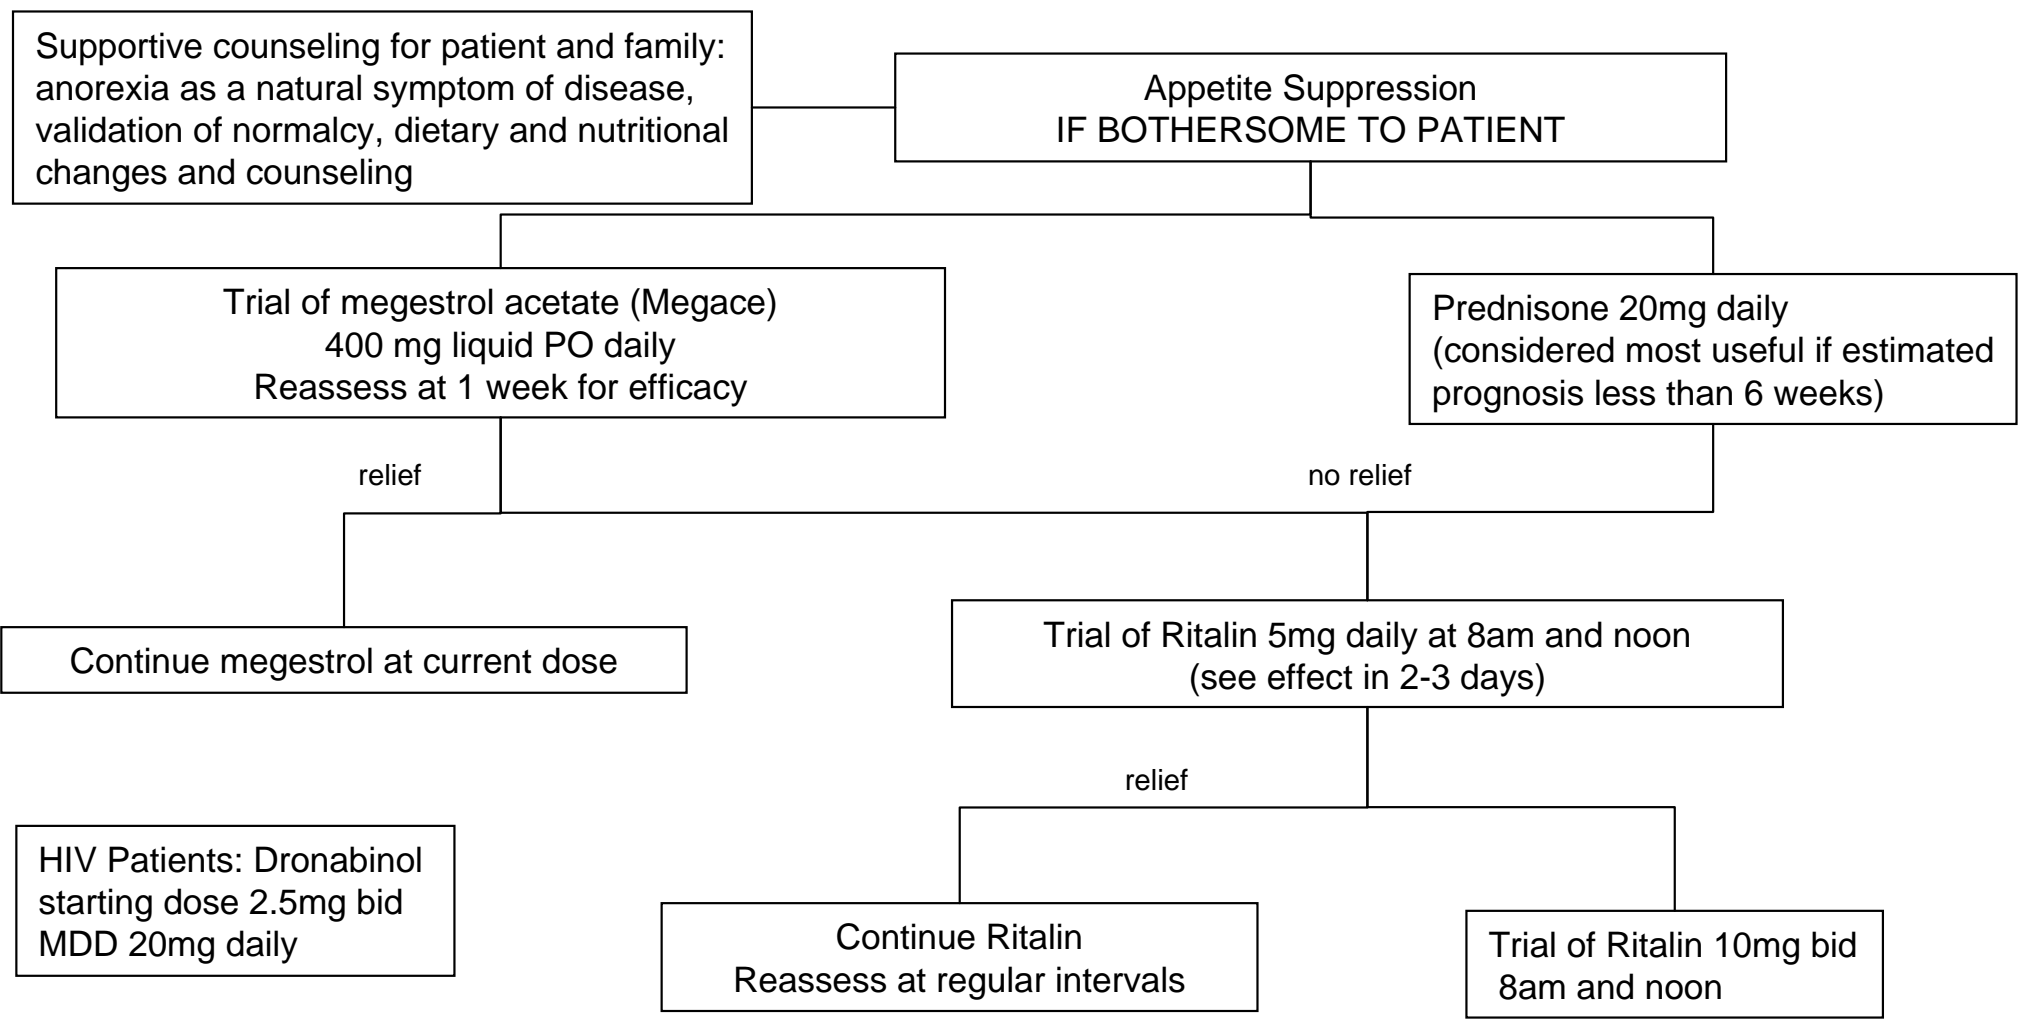 Supportive counseling for patient and family:
anorexia as a natural symptom of disease,
validation of normalcy, dietary and nutritional
changes and counseling
Appetite Suppression
IF BOTHERSOME TO PATIENT
Trial of megestrol acetate (Megace)
400 mg liquid PO daily
Reassess at 1 week for efficacy
Prednisone 20mg daily
(considered most useful if estimated
prognosis less than 6 weeks)
relief
no relief
Continue megestrol at current dose
Trial of Ritalin 5mg daily at 8am and noon
(see effect in 2-3 days)
relief
HIV Patients: Dronabinol
starting dose 2.5mg bid
MDD 20mg daily
Continue Ritalin
Reassess at regular intervals
Trial of Ritalin 10mg bid
8am and noon